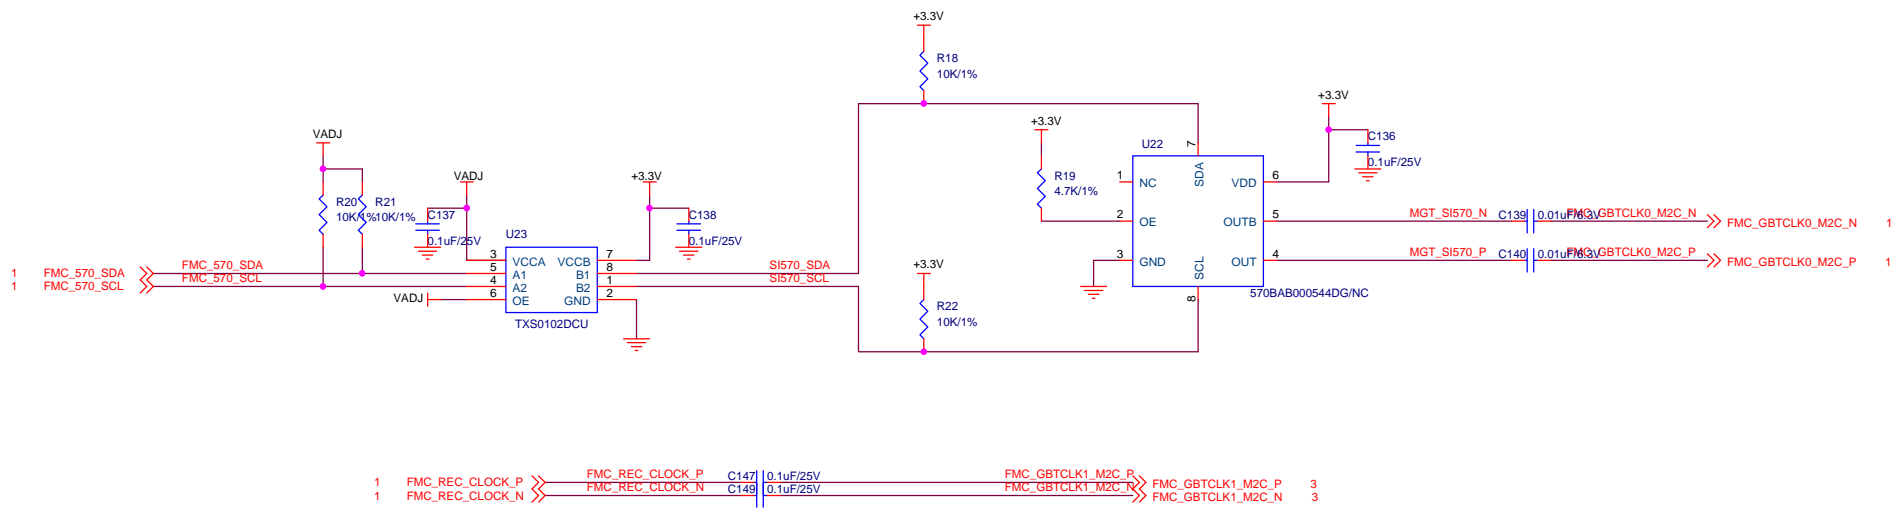 +3.3V
R18
10K/1%
+3.3V
C136
0.1uF/25V
+3.3V
R19
4.7K/1%
VADJ
R20
10K/1%
R21
10K/1%
VADJ
C137
0.1uF/25V
+3.3V
C138
0.1uF/25V
U23
3 VCCA VCCB 7
5 A1 B1 8
4 A2 B2 1
6 OE GND 2
TXS0102DCU
VADJ
1 FMC_570_SDA FMC_570_SDA
1 FMC_570_SCL FMC_570_SCL
SI570_SDA
SI570_SCL
+3.3V
R22
10K/1%
U22
7 SDA
1 NC VDD 6
2 OE OUTB 5
3 GND OUT 4
SCL 8
570BAB000544DG/NC
MGT_SI570_N C139 0.01uF/6.3V FMC_GBTCLK0_M2C_N FMC_GBTCLK0_M2C_N 1
MGT_SI570_P C140 0.01uF/6.3V FMC_GBTCLK0_M2C_P FMC_GBTCLK0_M2C_P 1
1 FMC_REC_CLOCK_P FMC_REC_CLOCK_P C147 0.1uF/25V FMC_GBTCLK1_M2C_P FMC_GBTCLK1_M2C_P 3
1 FMC_REC_CLOCK_N FMC_REC_CLOCK_N C149 0.1uF/25V FMC_GBTCLK1_M2C_N FMC_GBTCLK1_M2C_N 3